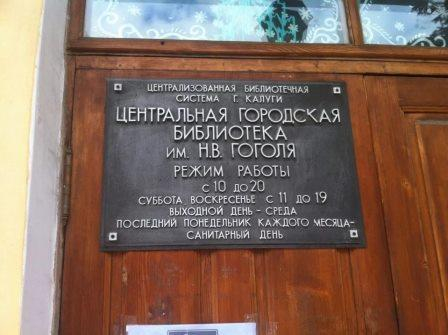 ЦЕНТРАЛИЗОВАННАЯ БИБЛИОТЕЧНАЯ
СИСТЕМА Г. КАЛУГИ
ЦЕНТРАЛЬНАЯ ГОРОДСКАЯ
БИБЛИОТЕКА
ИМ. Н.В. ГОГОЛЯ
РЕЖИМ РАБОТЫ
С 10 ДО 20
СУББОТА, ВОСКРЕСЕНЬЕ С 11 ДО 19
ВЫХОДНОЙ ДЕНЬ - СРЕДА
ПОСЛЕДНИЙ ПОНЕДЕЛЬНИК КАЖДОГО МЕСЯЦА-
САНИТАРНЫЙ ДЕНЬ